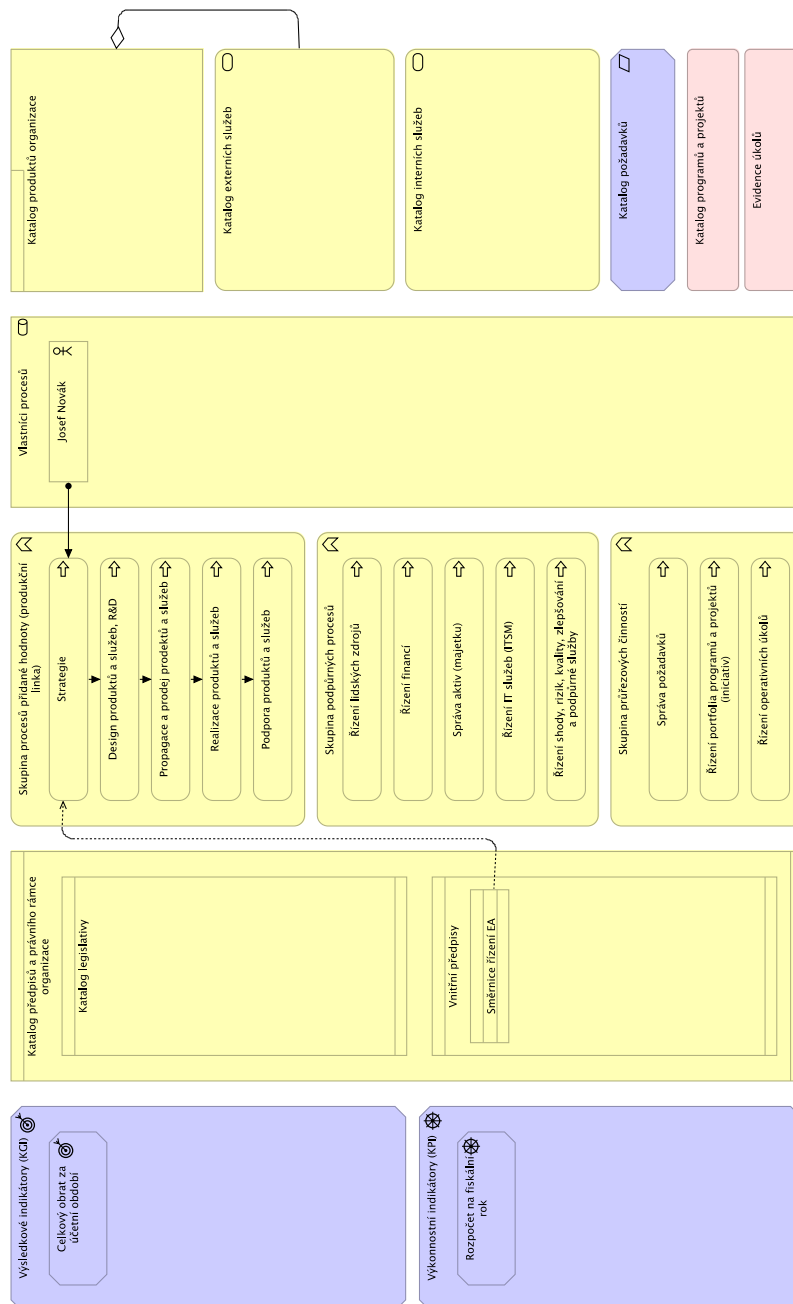 Výsledkové indikátory (KGI)
Celkový obrat za
účetní období
Výkonnostní indikátory (KPI)
Rozpočet na fiskální
rok
Katalog předpisů a právního rámce
organizace
Katalog legislativy
Vnitřní předpisy
Směrnice řízení EA
Skupina procesů přidané hodnoty (produkční
linka)
Strategie
Design produktů a služeb, R&D
Propagace a prodej prodektů a služeb
Realizace produktů a služeb
Podpora produktů a služeb
Skupina podpůrných procesů
Řízení lidských zdrojů
Řízení financí
Správa aktiv (majetku)
Řízení IT služeb (ITSM)
Řízení shody, rizik, kvality, zlepšování
a podpůrné služby
Skupina průřezových činností
Správa požadavků
Řízení portfolia programů a projektů
(iniciativ)
Řízení operativních úkolů
Vlastníci procesů
Josef Novák
Katalog produktů organizace
Katalog externích služeb
Katalog interních služeb
Katalog požadavků
Katalog programů a projektů
Evidence úkolů